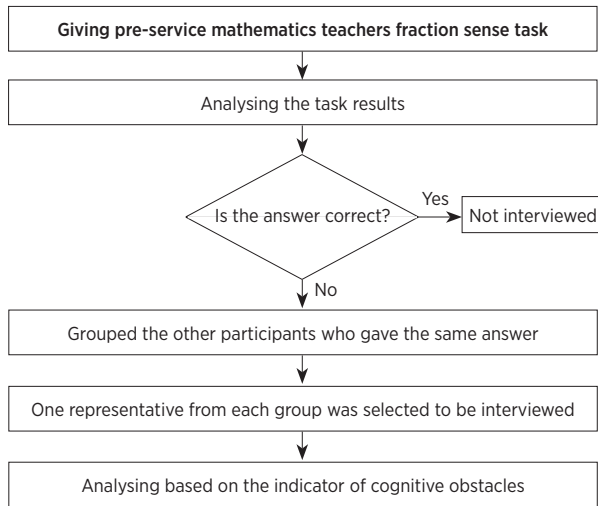 Giving pre-service mathematics teachers fraction sense task
Analysing the task results
Is the answer correct?
Yes
Not interviewed
No
Grouped the other participants who gave the same answer
One representative from each group was selected to be interviewed
Analysing based on the indicator of cognitive obstacles